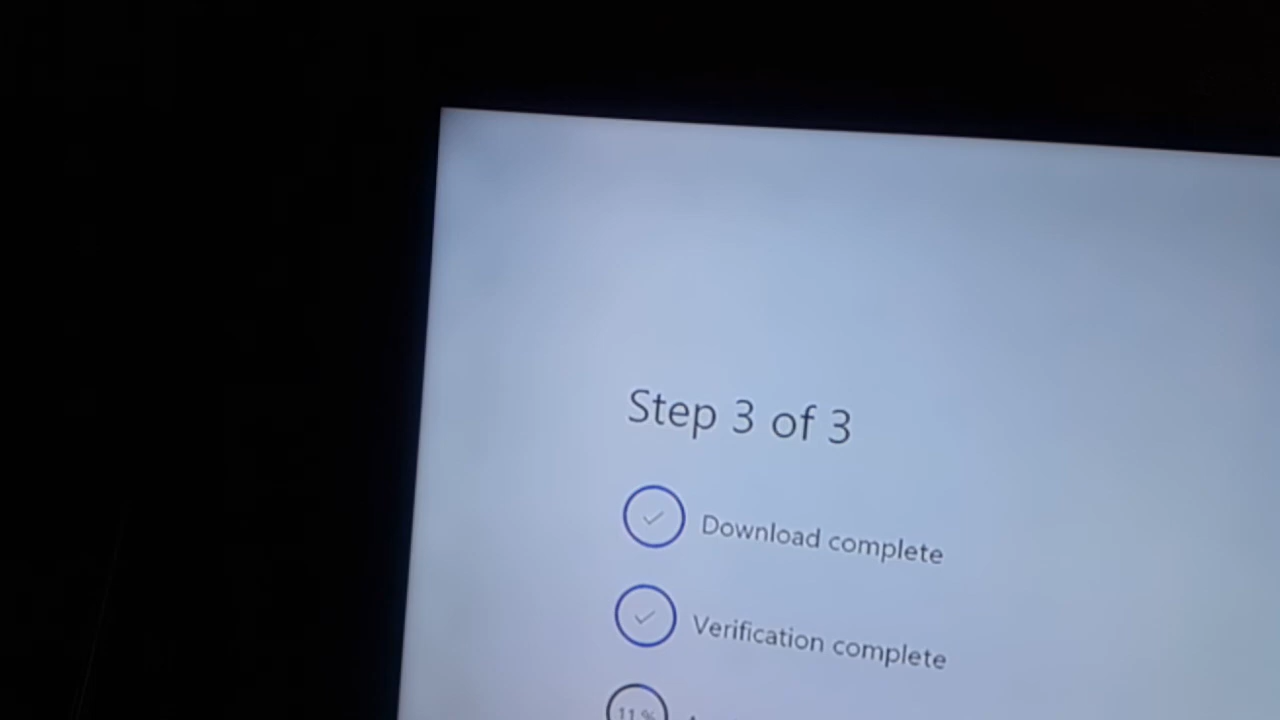 Step 3 of 3
Download complete
Verification complete
11 %